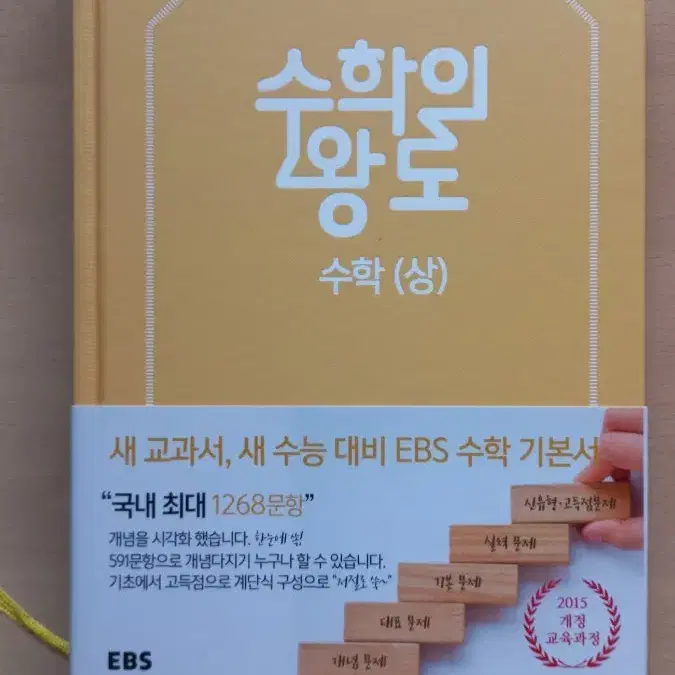 수학의
왕도
수학 (상)
새 교과서, 새 수능 대비 EBS 수학 기본서
“국내 최대 1268문항”
개념을 시각화 했습니다. 한눈에 쏙!
591문항으로 개념다지기 누구나 할 수 있습니다.
기초에서 고득점으로 계단식 구성으로 “저절로 쑥~”
신유형·고득점문제
실력 문제
기본 문제
대표 문제
개념 문제
2015
개정
교육과정
EBS